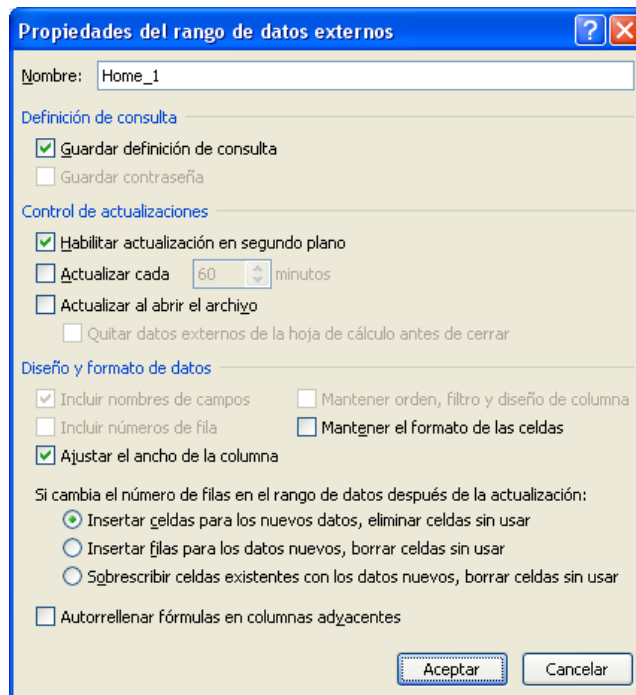 Propiedades del rango de datos externos
Nombre: Home_1
Definición de consulta
Guardar definición de consulta
Guardar contraseña
Control de actualizaciones
Habilitar actualización en segundo plano
Actualizar cada 60 minutos
Actualizar al abrir el archivo
Quitar datos externos de la hoja de cálculo antes de cerrar
Diseño y formato de datos
Incluir nombres de campos Mantener orden, filtro y diseño de columna
Incluir números de fila Mantener el formato de las celdas
Ajustar el ancho de la columna
Si cambia el número de filas en el rango de datos después de la actualización:
Insertar celdas para los nuevos datos, eliminar celdas sin usar
Insertar filas para los datos nuevos, borrar celdas sin usar
Sobrescribir celdas existentes con los datos nuevos, borrar celdas sin usar
Autorrellenar fórmulas en columnas adyacentes
Aceptar Cancelar